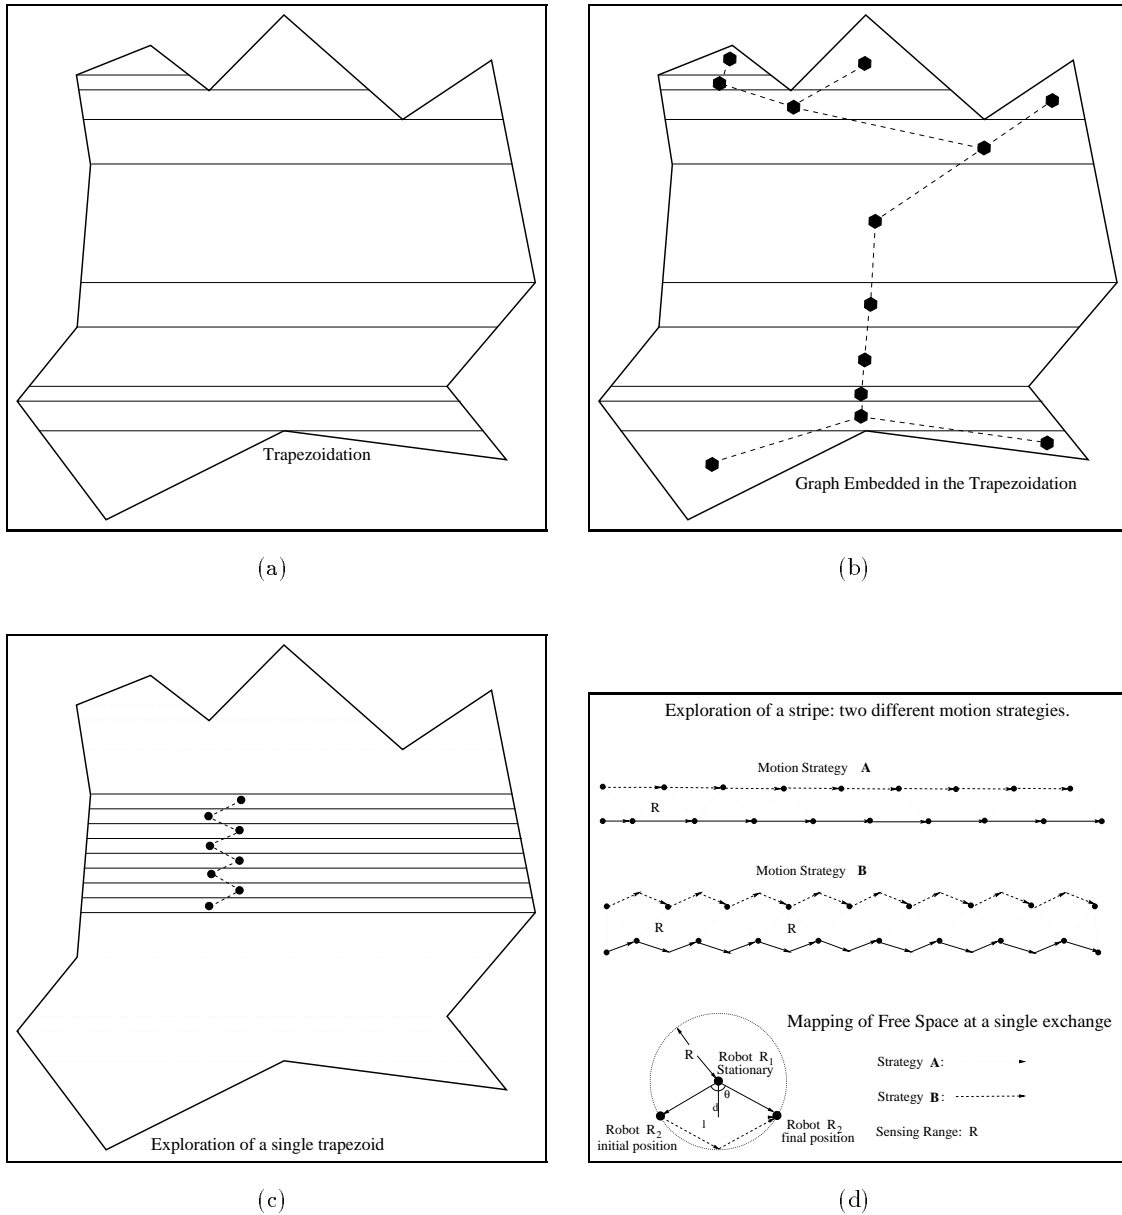 Trapezoidation
(a)
Graph Embedded in the Trapezoidation
(b)
Exploration of a single trapezoid
(c)
Exploration of a stripe: two different motion strategies.
Motion Strategy A
R
Motion Strategy B
R R
Mapping of Free Space at a single exchange
R
Robot R1
Stationary
θ
d
l
Robot R2
initial position
Robot R2
final position
Strategy A:
Strategy B:
Sensing Range: R
(d)